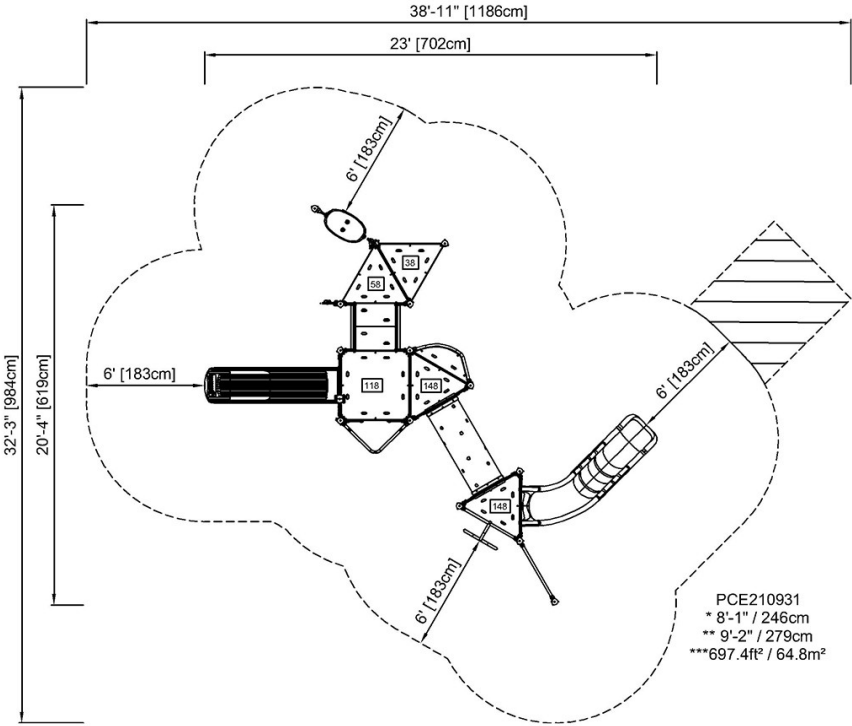 38'-11" [1186cm]
23' [702cm]
6' [183cm]
38
58
32'-3" [984cm]
20'-4" [619cm]
6' [183cm]
118
148
6' [183cm]
148
6' [183cm]
PCE210931
* 8'-1" / 246cm
** 9'-2" / 279cm
***697.4ft² / 64.8m²